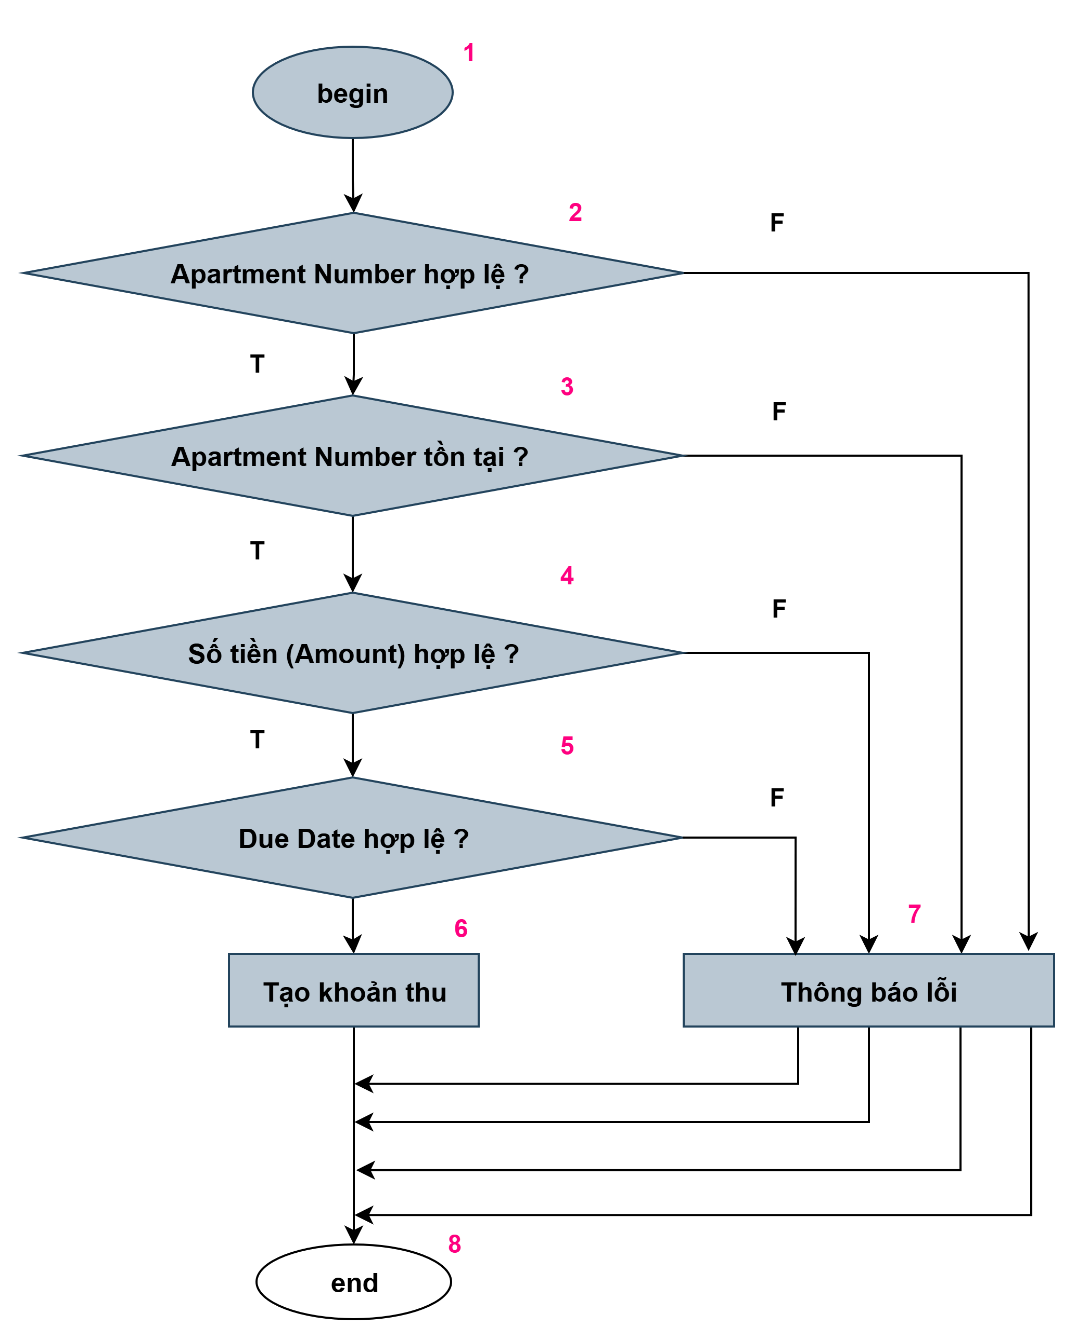 1
begin
2
F
Apartment Number hợp lệ ?
T
3
F
Apartment Number tồn tại ?
T
4
F
Số tiền (Amount) hợp lệ ?
T
5
F
Due Date hợp lệ ?
6
7
Tạo khoản thu
Thông báo lỗi
8
end